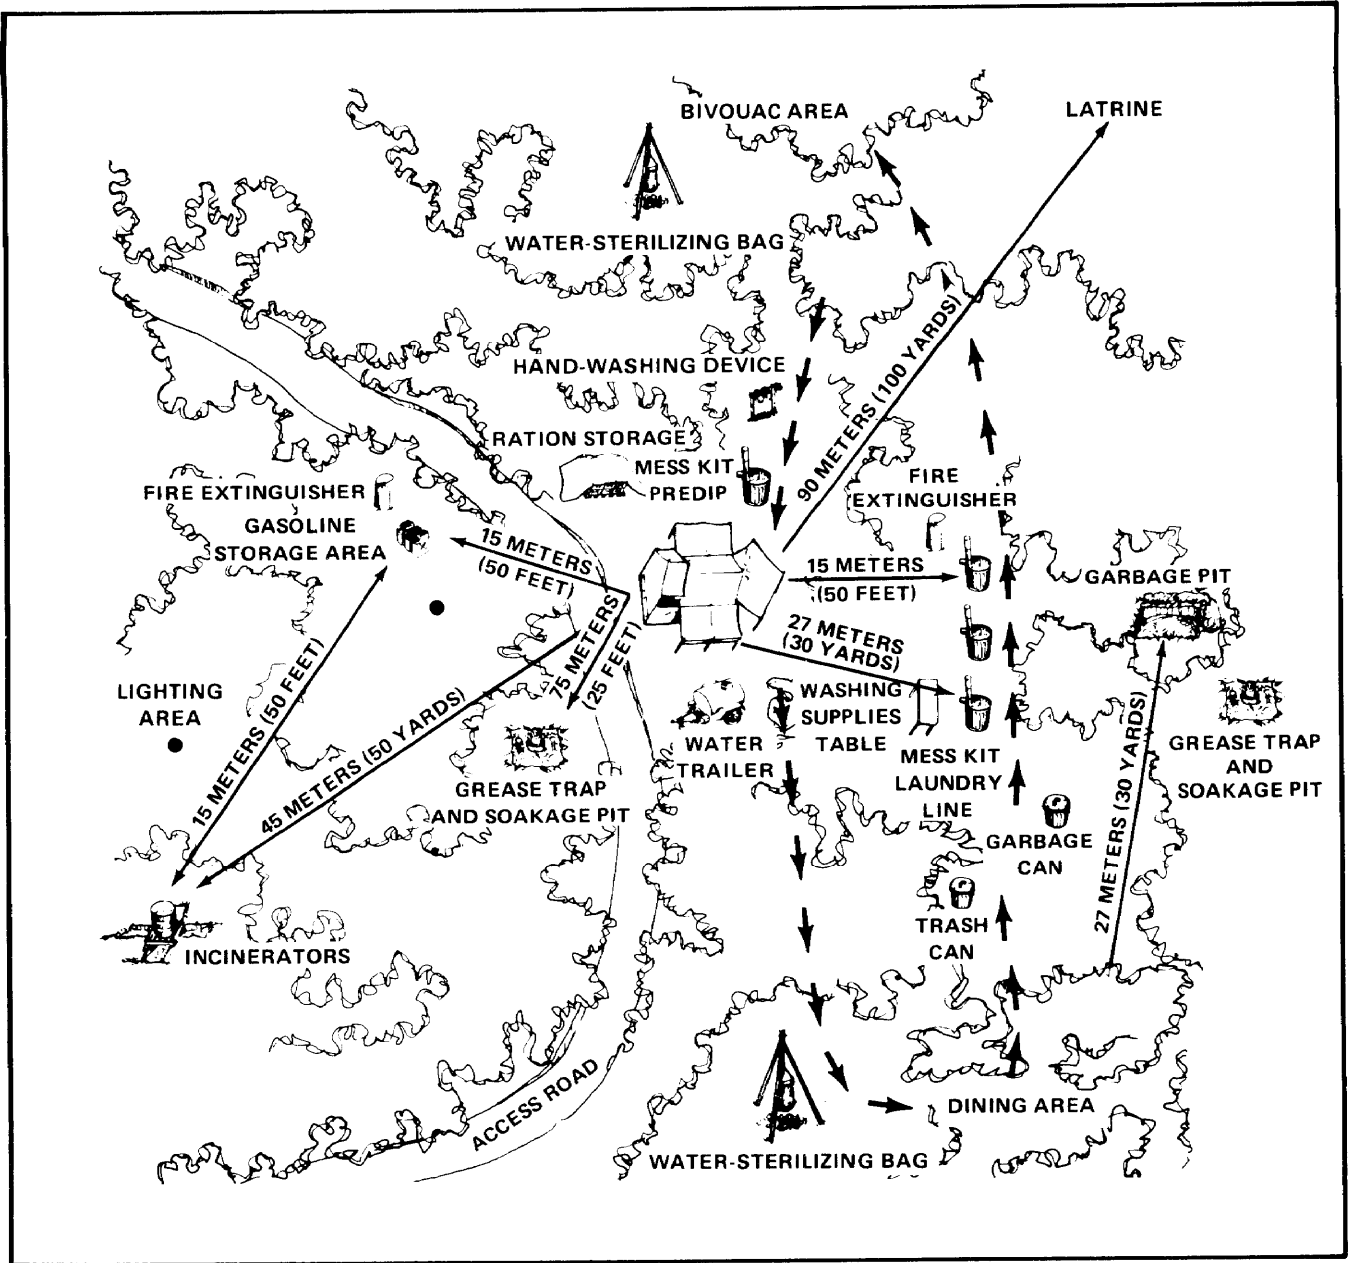 BIVOUAC AREA
LATRINE
WATER-STERILIZING BAG
HAND-WASHING DEVICE
90 METERS (100 YARDS)
RATION STORAGE
MESS KIT
PREDIP
FIRE EXTINGUISHER
GASOLINE
STORAGE AREA
FIRE
EXTINGUISHER
15 METERS
(50 FEET)
15 METERS
(50 FEET)
GARBAGE PIT
75 METERS
(25 FEET)
27 METERS
(30 YARDS)
15 METERS (50 FEET)
45 METERS (50 YARDS)
LIGHTING
AREA
WATER
TRAILER
WASHING
SUPPLIES
TABLE
MESS KIT
LAUNDRY
LINE
GREASE TRAP
AND SOAKAGE PIT
GREASE TRAP
AND
SOAKAGE PIT
GARBAGE
CAN
27 METERS (30 YARDS)
TRASH
CAN
INCINERATORS
ACCESS ROAD
DINING AREA
WATER-STERILIZING BAG